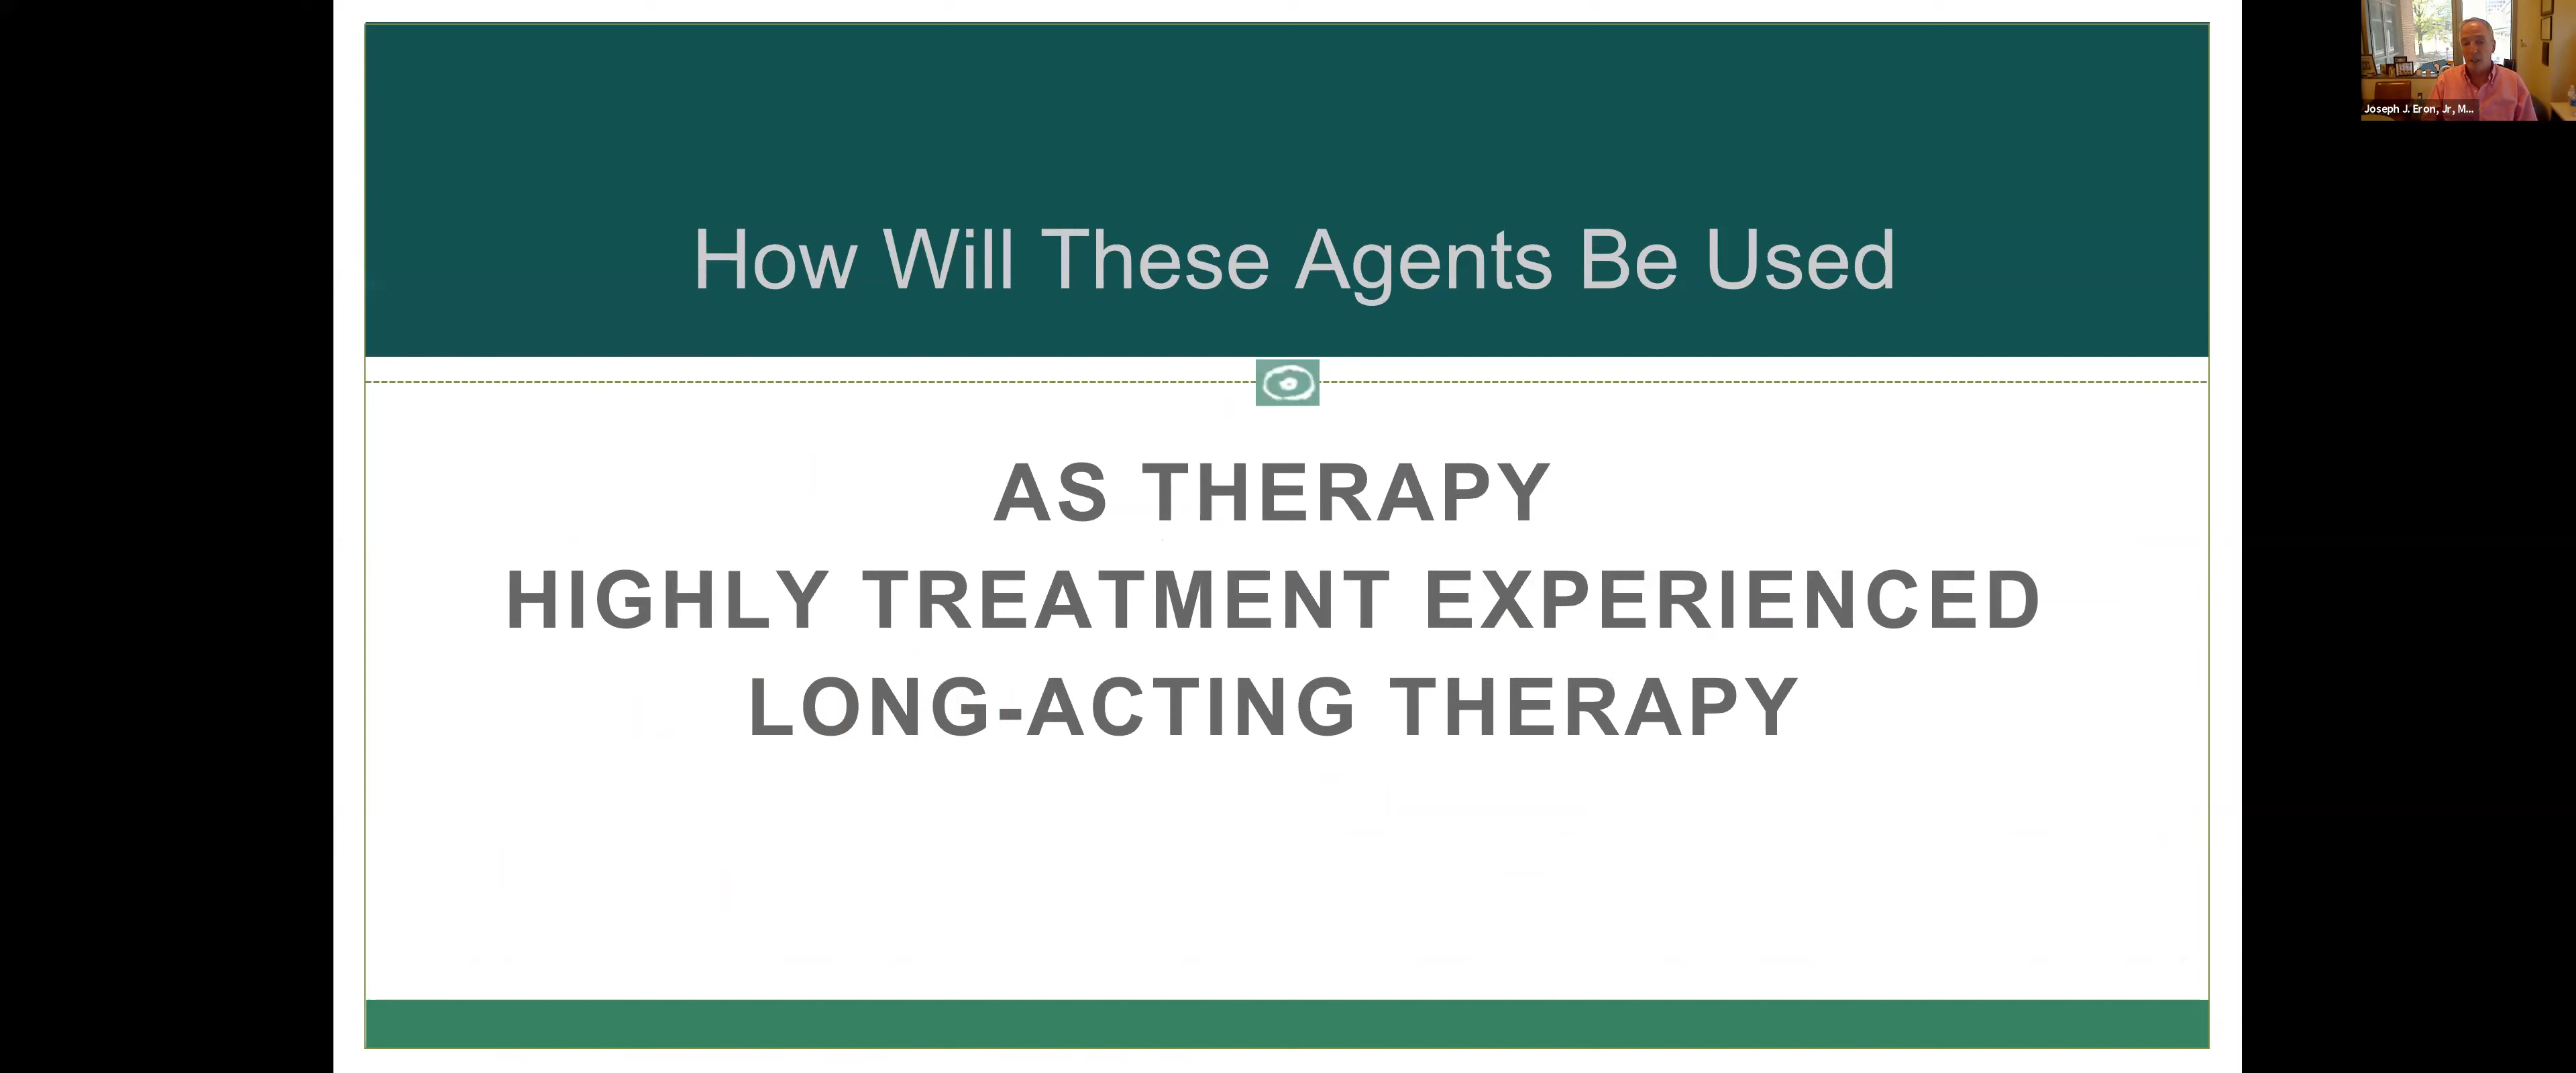 How Will These Agents Be Used
AS THERAPY
HIGHLY TREATMENT EXPERIENCED
LONG-ACTING THERAPY
Joseph J. Eron, Jr, M...